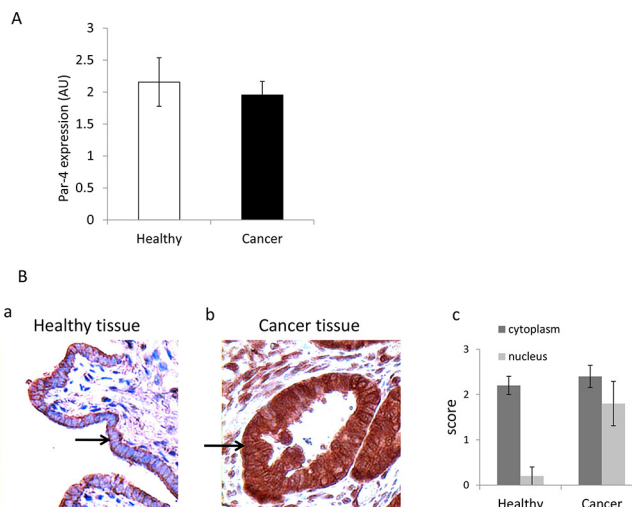 A
3
2.5
2
1.5
1
0.5
0
Par-4 expression (AU)
Healthy Cancer
B
a Healthy tissue
b Cancer tissue
c
cytoplasm
nucleus
3
2
1
0
score
Healthy Cancer